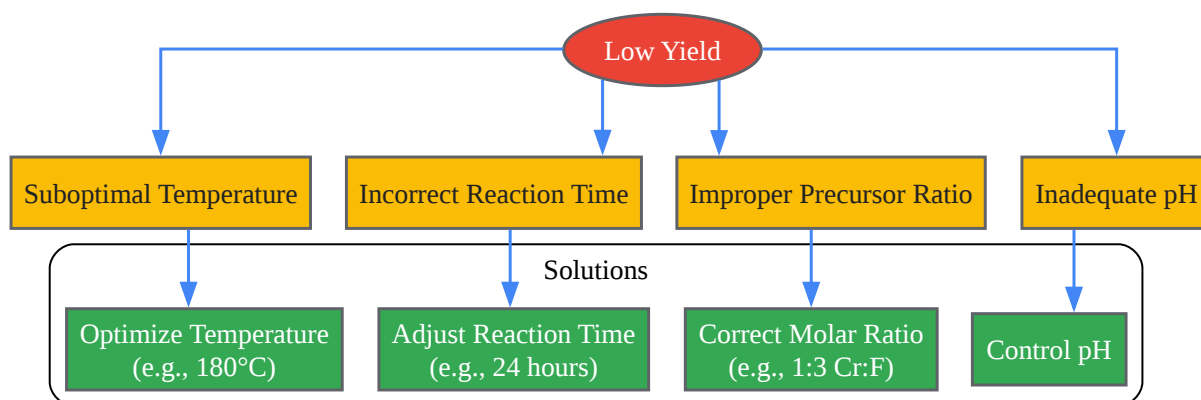 Low Yield
Suboptimal Temperature
Incorrect Reaction Time
Improper Precursor Ratio
Inadequate pH
Solutions
Optimize Temperature
(e.g., 180°C)
Adjust Reaction Time
(e.g., 24 hours)
Correct Molar Ratio
(e.g., 1:3 Cr:F)
Control pH